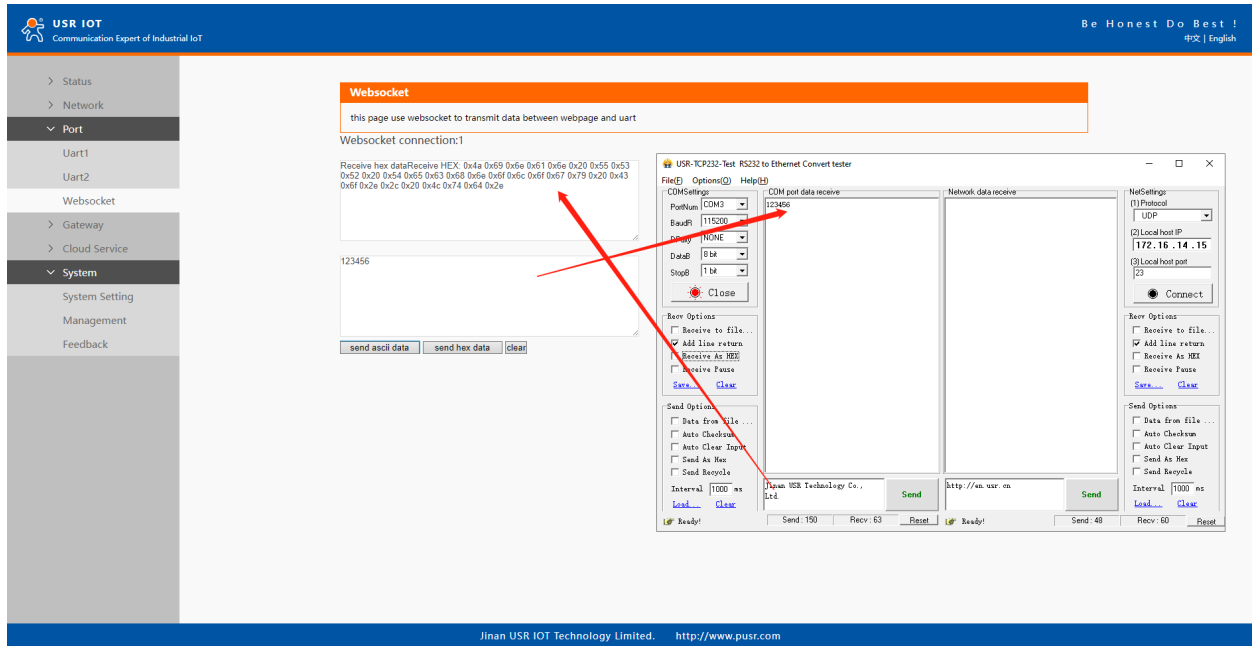 USR IOT
Communication Expert of Industrial IoT
Be Honest Do Best !
中文 | English
Status
Network
Port
Uart1
Uart2
Websocket
Gateway
Cloud Service
System
System Setting
Management
Feedback
Websocket
this page use websocket to transmit data between webpage and uart
Websocket connection:1
Receive hex dataReceive HEX: 0x4a 0x69 0x6e 0x61 0x6e 0x20 0x55 0x53
0x52 0x20 0x54 0x65 0x63 0x68 0x6e 0x6f 0x6c 0x6f 0x67 0x79 0x20 0x43
0x6f 0x2e 0x2c 0x20 0x4c 0x74 0x64 0x2e
123456
send ascii data
send hex data
clear
USR-TCP232-Test RS232 to Ethernet Convert tester
File(F) Options(O) Help(H)
COMSettings
PortNum COM3
BaudR 115200
NONE
DataB 8 bit
StopB 1 bit
Close
Recv Options
Receive to file...
Add line return
Receive As HEX
Receive Pause
Save... Clear
Send Options
Data from file ...
Auto Checksum
Auto Clear Input
Send As Hex
Send Recycle
Interval 1000 ms
Load... Clear
COM port data receive
123456
Jinan USR Technology Co.,
Ltd.
Send
Ready!
Send : 150
Recv : 63
Reset
Network data receive
http://en.usr.cn
Send
Ready!
Send : 48
Recv : 60
Reset
NetSettings
(1) Protocol
UDP
(2) Local host IP
172.16 .14 .15
(3) Local host port
23
Connect
Recv Options
Receive to file...
Add line return
Receive As HEX
Receive Pause
Save... Clear
Send Options
Data from file ...
Auto Checksum
Auto Clear Input
Send As Hex
Send Recycle
Interval 1000 ms
Load... Clear
Jinan USR IOT Technology Limited. http://www.pusr.com